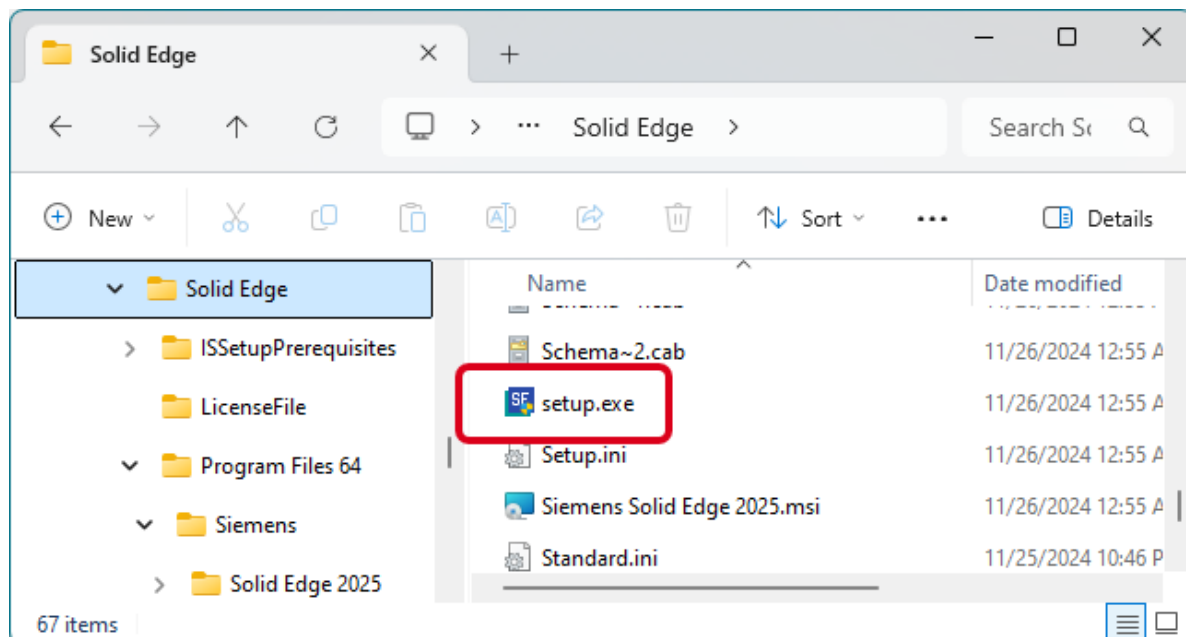 Solid Edge
Solid Edge
Search Sc
New
Sort
Details
Solid Edge
ISSetupPrerequisites
LicenseFile
Program Files 64
Siemens
Solid Edge 2025
Name Date modified
Schema~2.cab 11/26/2024 12:55 A
setup.exe 11/26/2024 12:55 A
Setup.ini 11/26/2024 12:55 A
Siemens Solid Edge 2025.msi 11/26/2024 12:55 A
Standard.ini 11/25/2024 10:46 P
67 items